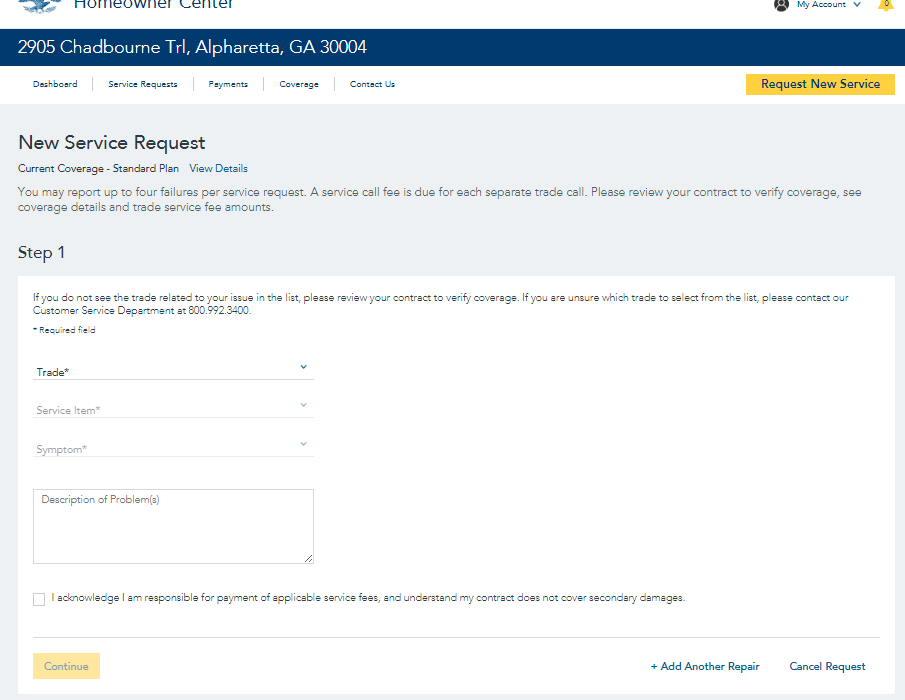 Homeowner Center
My Account
0
2905 Chadbourne Trl, Alpharetta, GA 30004
Dashboard
Service Requests
Payments
Coverage
Contact Us
Request New Service
New Service Request
Current Coverage - Standard Plan View Details
You may report up to four failures per service request. A service call fee is due for each separate trade call. Please review your contract to verify coverage, see
coverage details and trade service fee amounts.
Step 1
If you do not see the trade related to your issue in the list, please review your contract to verify coverage. If you are unsure which trade to select from the list, please contact our
Customer Service Department at 800.992.3400.
* Required field
Trade*
Service Item*
Symptom*
Description of Problem(s)
I acknowledge I am responsible for payment of applicable service fees, and understand my contract does not cover secondary damages.
Continue
+ Add Another Repair
Cancel Request